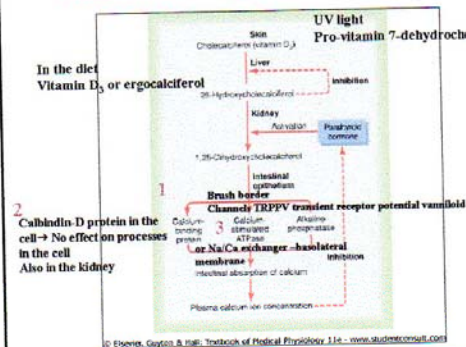 UV light
Skin
Pro-vitamin 7-dehydroche
Cholecalciferol (vitamin D₃)
Liver
In the diet
Vitamin D₃ or ergocalciferol
Inhibition
25-Hydroxycholecalciferol
Kidney
Activation
Parathyroid
hormone
1,25-Dihydroxycholecalciferol
Intestinal
epithelium
1
Brush border
Channels TRPPV transient receptor potential vanniloid
2
Calbindin-D protein in the
cell→ No effect on processes
in the cell
Also in the kidney
Calcium-
binding
protein
3
Calcium-
stimulated
ATPase
Alkaline
phosphatase
or Na/Ca exchanger –basolateral
membrane
Inhibition
Intestinal absorption of calcium
Plasma calcium ion concentration
© Elsevier. Guyton & Hall: Textbook of Medical Physiology 11e - www.studentconsult.com